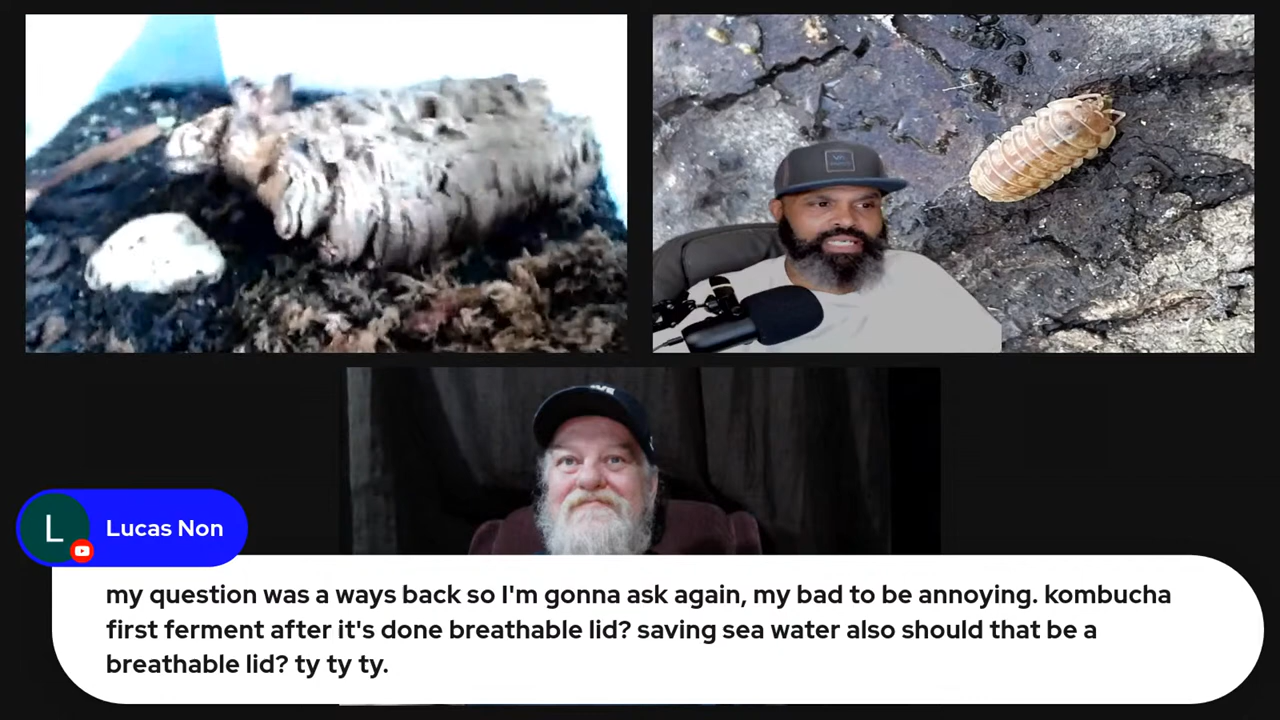 L
Lucas Non
my question was a ways back so I'm gonna ask again, my bad to be annoying. kombucha
first ferment after it's done breathable lid? saving sea water also should that be a
breathable lid? ty ty ty.